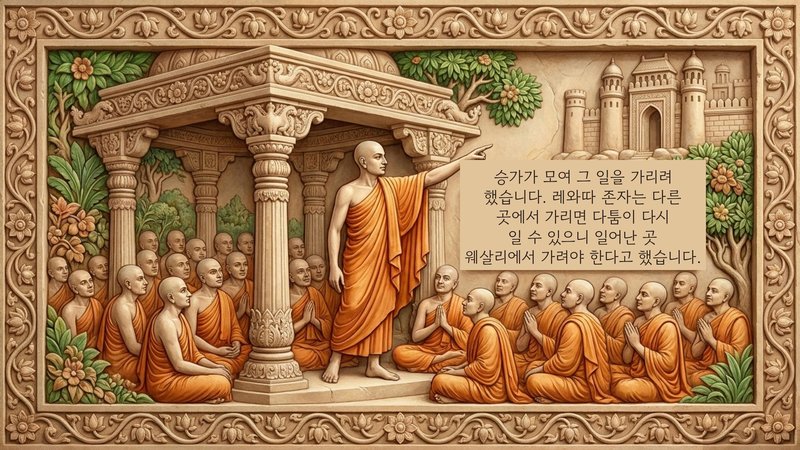 승가가 모여 그 일을 가리려
했습니다. 레와따 존자는 다른
곳에서 가리면 다툼이 다시
일 수 있으니 일어난 곳
웨살리에서 가려야 한다고 했습니다.